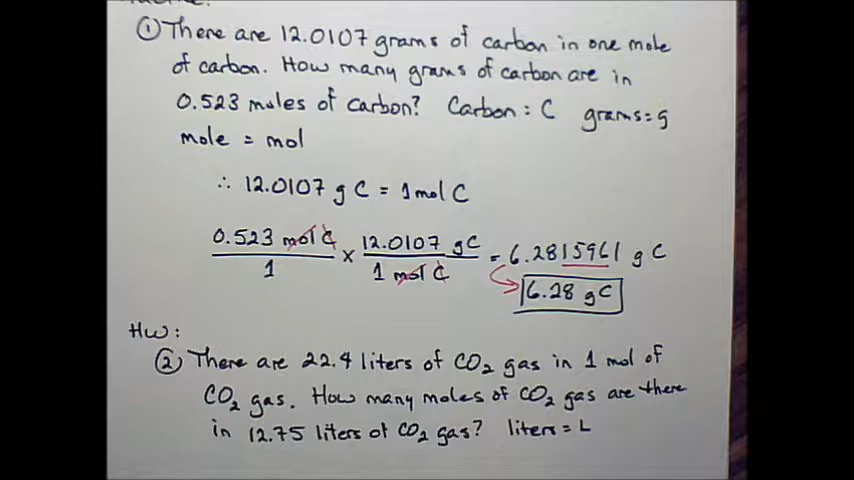 ① There are 12.0107 grams of carbon in one mole
of carbon. How many grams of carbon are in
0.523 moles of carbon? Carbon = C grams = g
mole = mol
∴ 12.0107 g C = 1 mol C
0.523 mol C / 1 × 12.0107 g C / 1 mol C = 6.2815961 g C
6.28 g C
HW:
② There are 22.4 liters of CO₂ gas in 1 mol of
CO₂ gas. How many moles of CO₂ gas are there
in 12.75 liters of CO₂ gas? liters = L